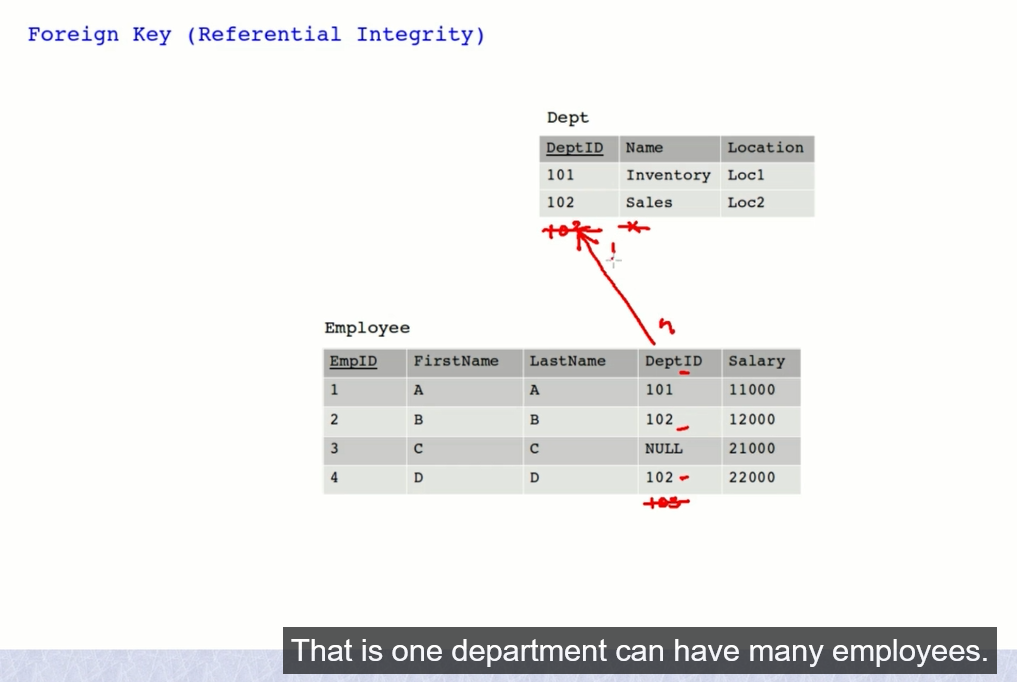 Foreign Key (Referential Integrity)
Dept
DeptID Name Location
101 Inventory Loc1
102 Sales Loc2
1
n
Employee
EmpID FirstName LastName DeptID Salary
1 A A 101 11000
2 B B 102 12000
3 C C NULL 21000
4 D D 102 22000
103
That is one department can have many employees.